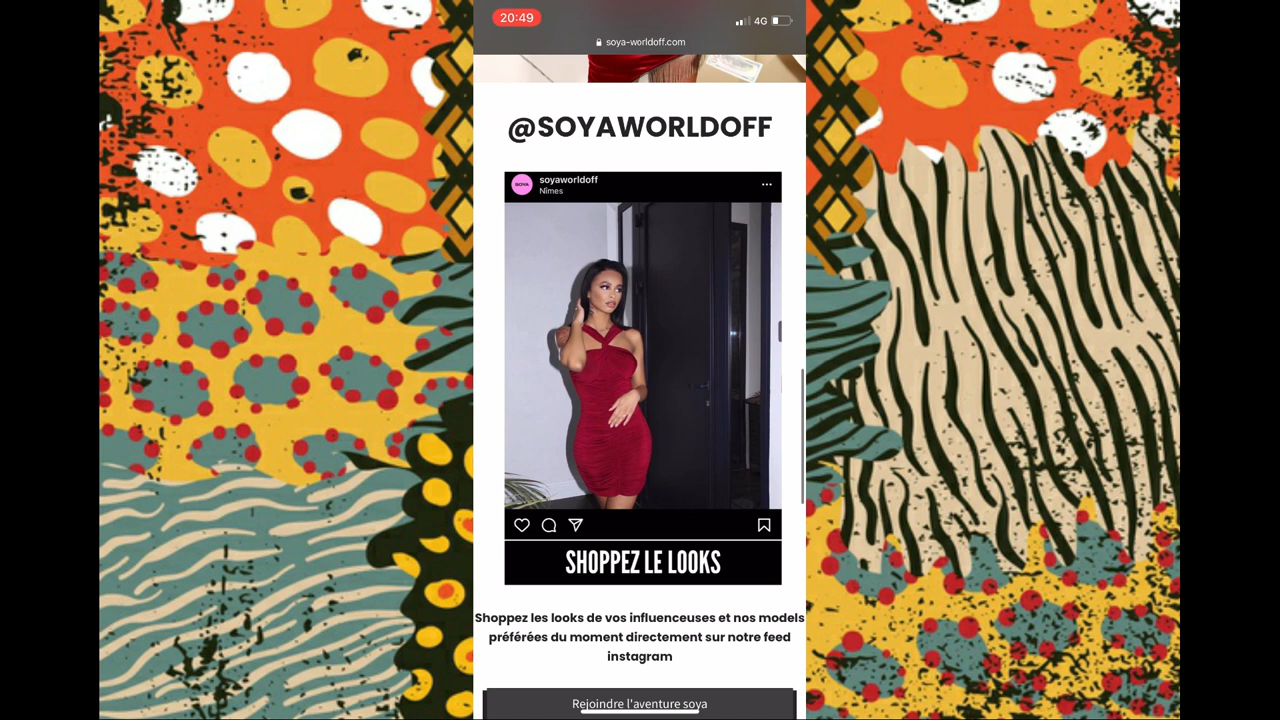 20:49
4G
soya-worldoff.com
@SOYAWORLDOFF
SOYA
soyaworldoff
Nîmes
SHOPPEZ LE LOOKS
Shoppez les looks de vos influenceuses et nos models
préférées du moment directement sur notre feed
instagram
Rejoindre l'aventure soya